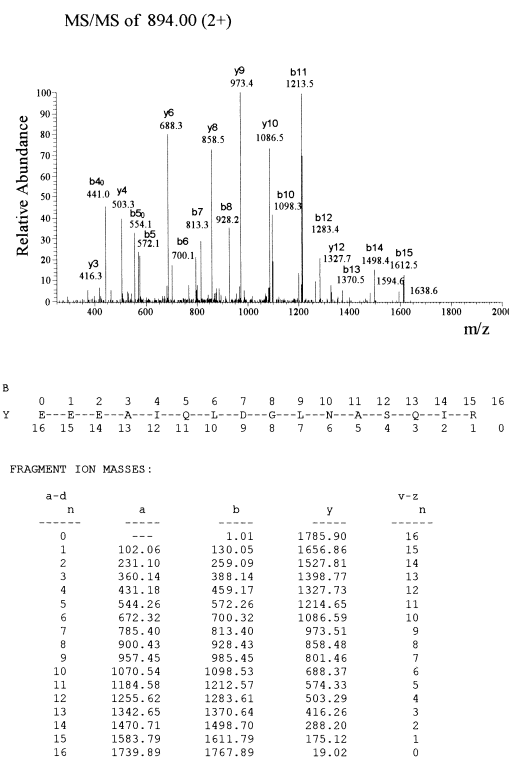 MS/MS of 894.00 (2+)
b11
y9
1213.5
973.4
y6
y8
y10
688.3
858.5
1086.5
b4₀
441.0
y4
b10
503.3
1098.3
b5₀
554.1
b7
b8
b5
813.3
928.2
572.1
b6
700.1
b12
1283.4
y12
b14
b15
1327.7
1498.4
1612.5
y3
b13
416.3
1370.5
1594.6
1638.6
Relative Abundance
100
90
80
70
60
50
40
30
20
10
0
400 600 800 1000 1200 1400 1600 1800 2000
m/z
B
0 1 2 3 4 5 6 7 8 9 10 11 12 13 14 15 16
Y E---E---E---A---I---Q---L---D---G---L---N---A---S---Q---I---R
16 15 14 13 12 11 10 9 8 7 6 5 4 3 2 1 0
FRAGMENT ION MASSES:
a-d v-z
n a b y n
------ ----- ----- ----- ------
0 --- 1.01 1785.90 16
1 102.06 130.05 1656.86 15
2 231.10 259.09 1527.81 14
3 360.14 388.14 1398.77 13
4 431.18 459.17 1327.73 12
5 544.26 572.26 1214.65 11
6 672.32 700.32 1086.59 10
7 785.40 813.40 973.51 9
8 900.43 928.43 858.48 8
9 957.45 985.45 801.46 7
10 1070.54 1098.53 688.37 6
11 1184.58 1212.57 574.33 5
12 1255.62 1283.61 503.29 4
13 1342.65 1370.64 416.26 3
14 1470.71 1498.70 288.20 2
15 1583.79 1611.79 175.12 1
16 1739.89 1767.89 19.02 0